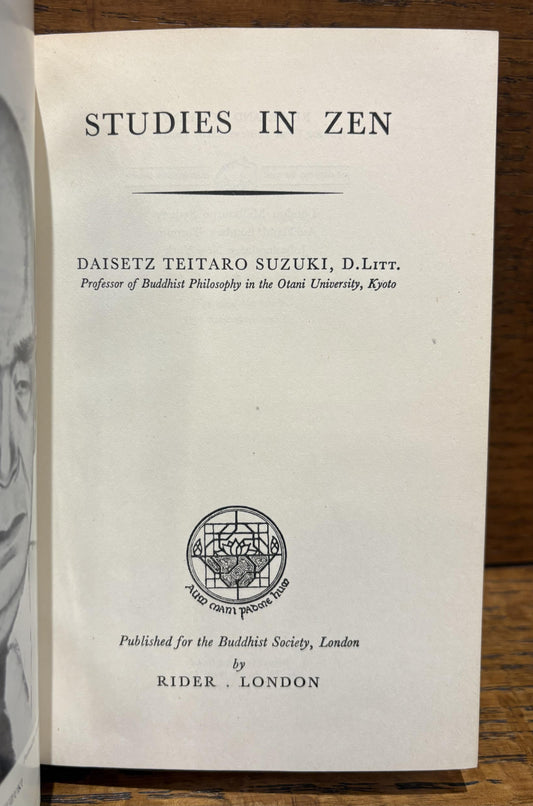 STUDIES IN ZEN
DAISETZ TEITARO SUZUKI, D.LITT.
Professor of Buddhist Philosophy in the Otani University, Kyoto
AUM MANI PADME HUM
Published for the Buddhist Society, London
by
RIDER . LONDON